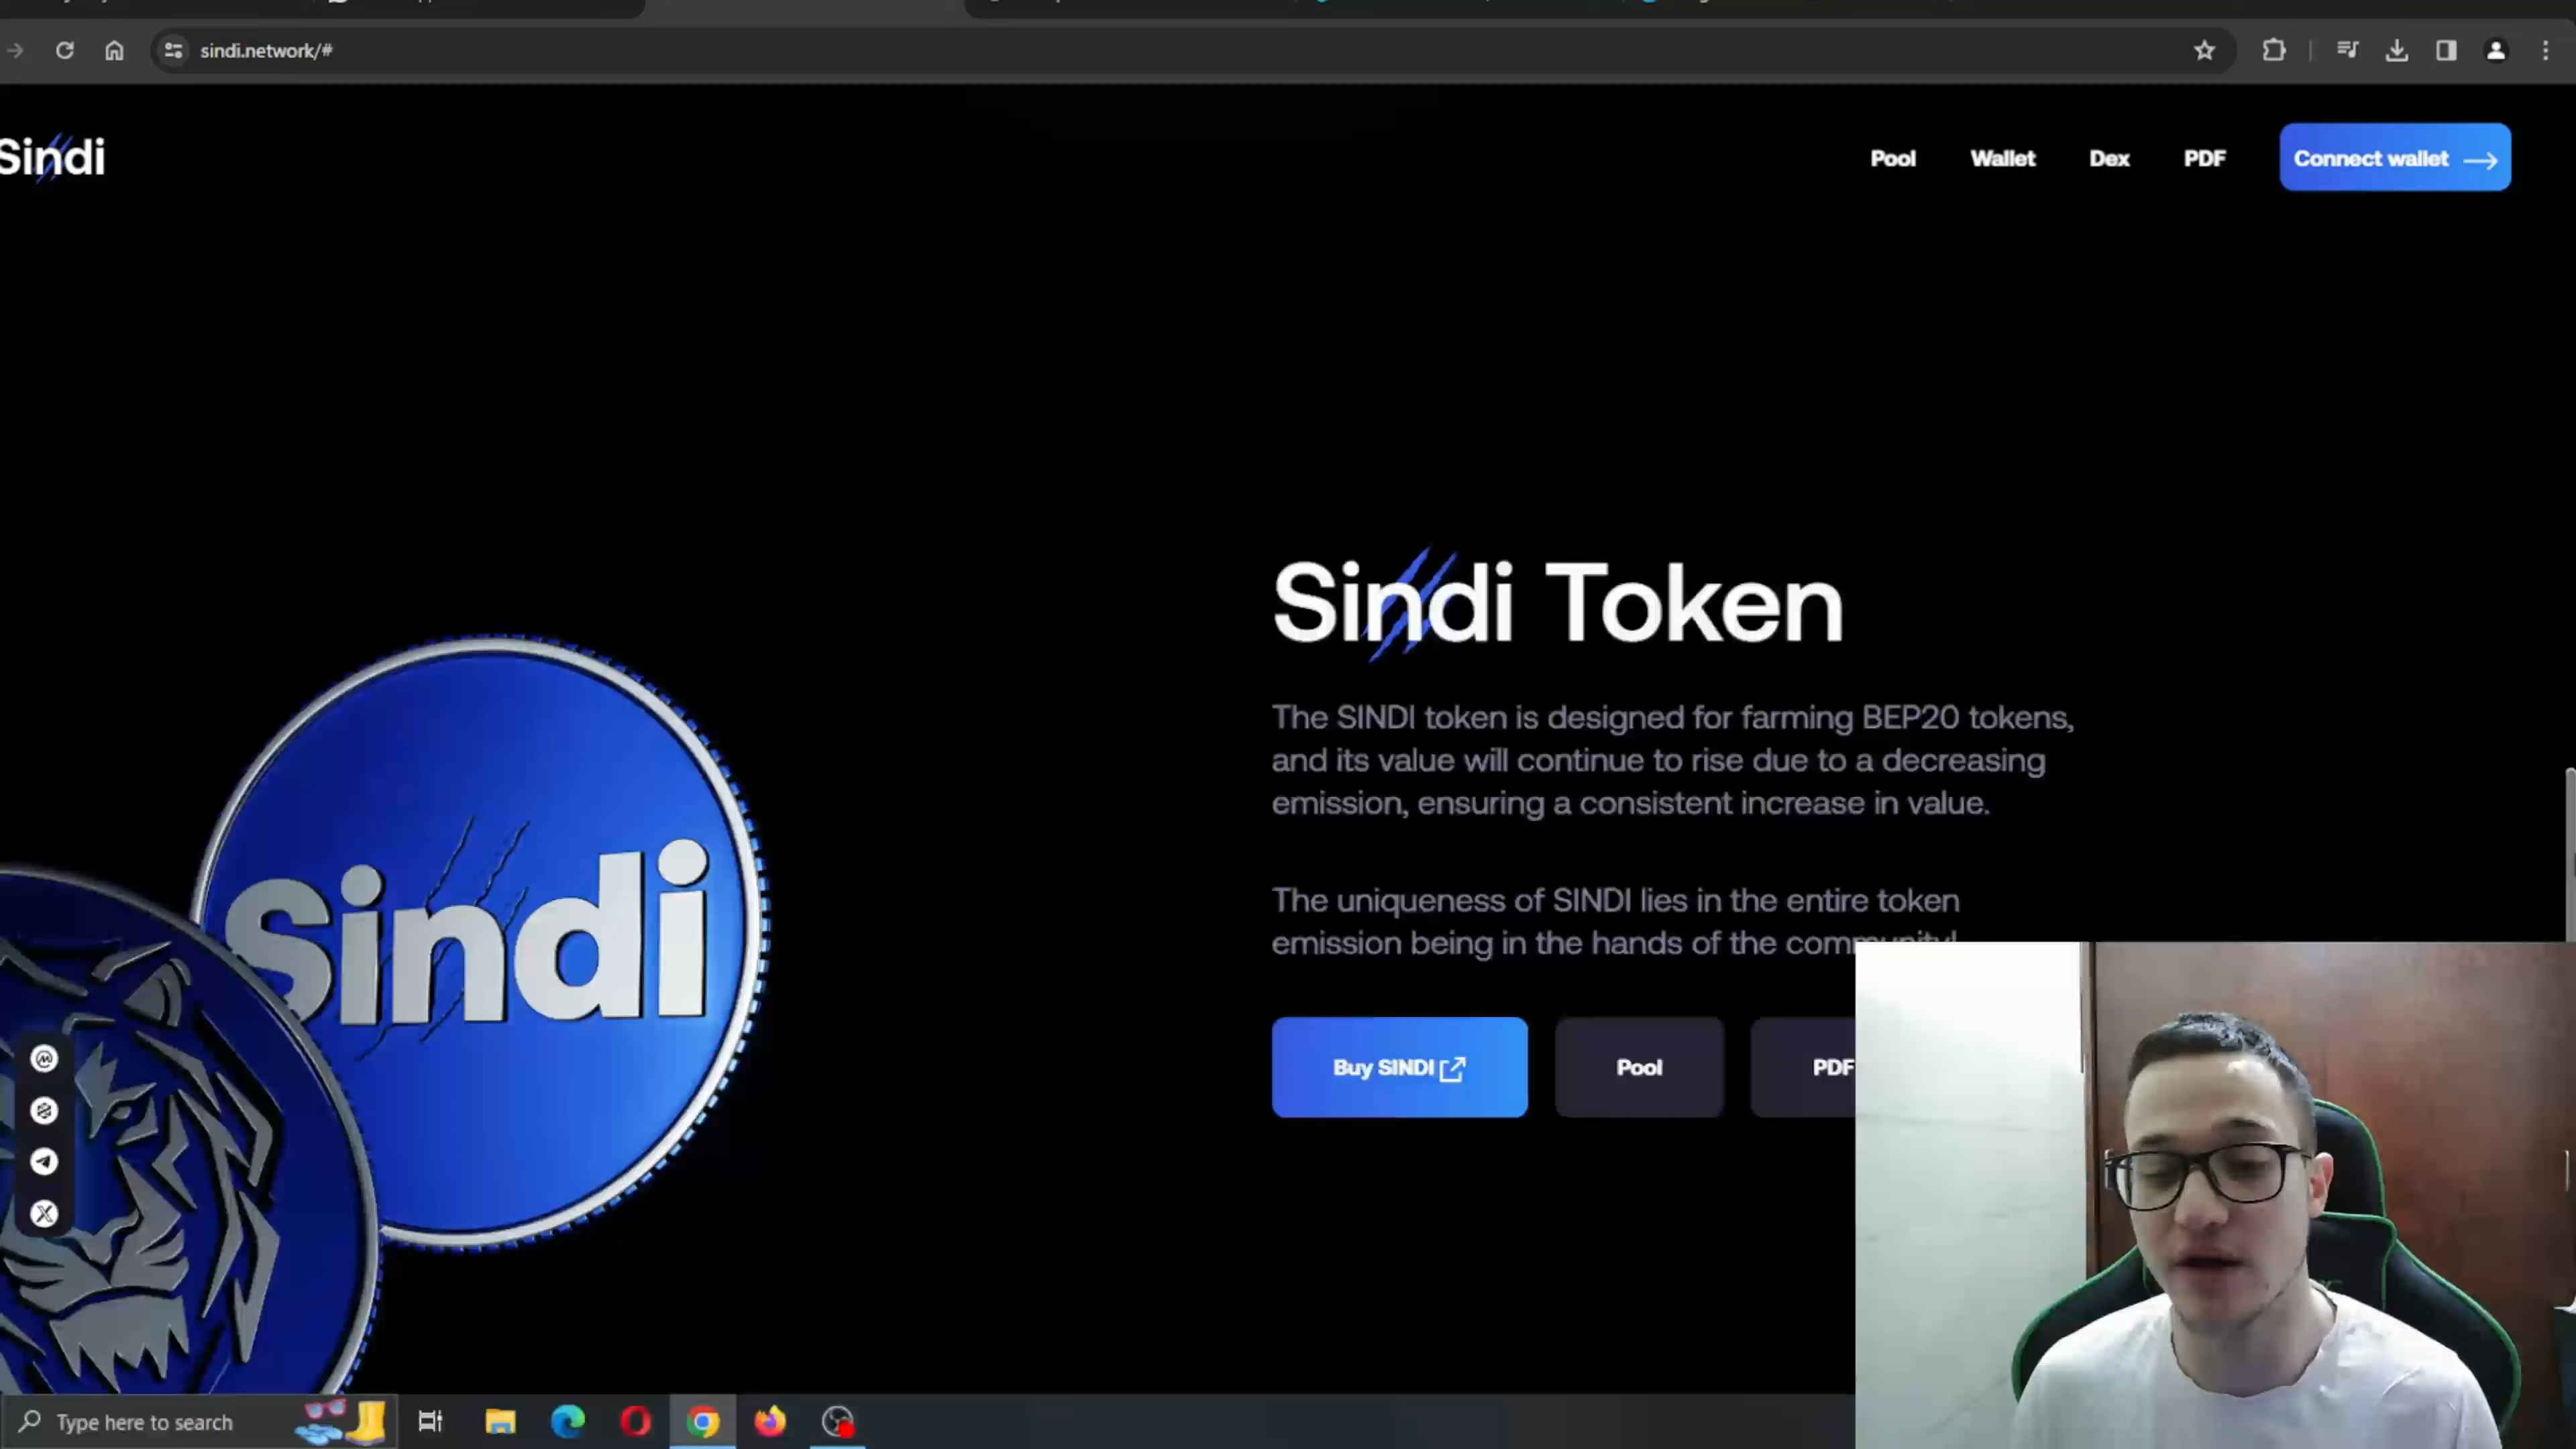 sindi.network/#
Sindi
Pool
Wallet
Dex
PDF
Connect wallet
Sindi Token
The SINDI token is designed for farming BEP20 tokens,
and its value will continue to rise due to a decreasing
emission, ensuring a consistent increase in value.
The uniqueness of SINDI lies in the entire token
emission being in the hands of the community!
Sindi
Buy SINDI
Pool
PDF
Type here to search